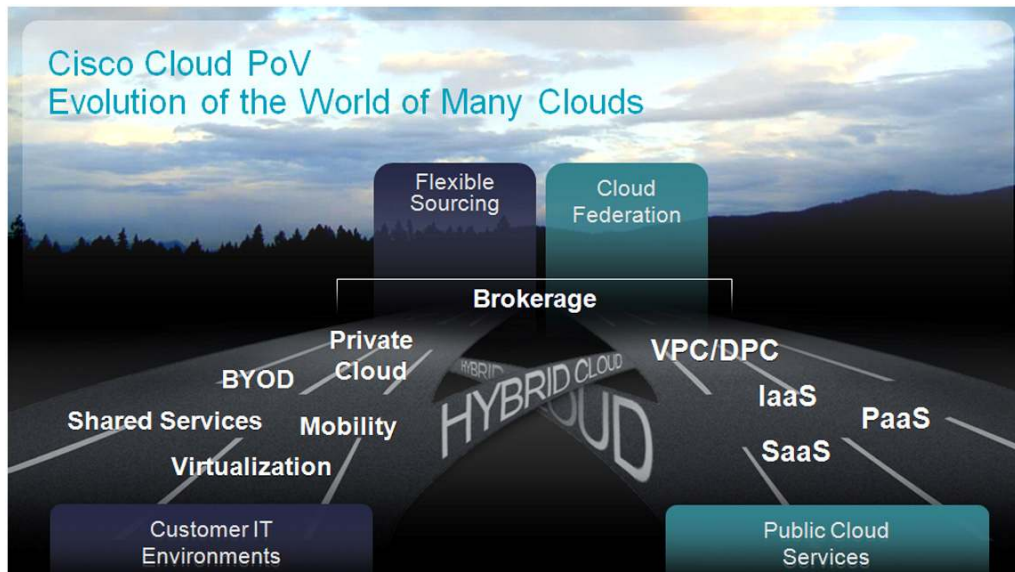 Cisco Cloud PoV
Evolution of the World of Many Clouds
Flexible
Sourcing
Cloud
Federation
Brokerage
Private
Cloud
BYOD
Shared Services
Mobility
Virtualization
HYBRID
HYBRID CLOUD
LOUD
VPC/DPC
IaaS
PaaS
SaaS
Customer IT
Environments
Public Cloud
Services